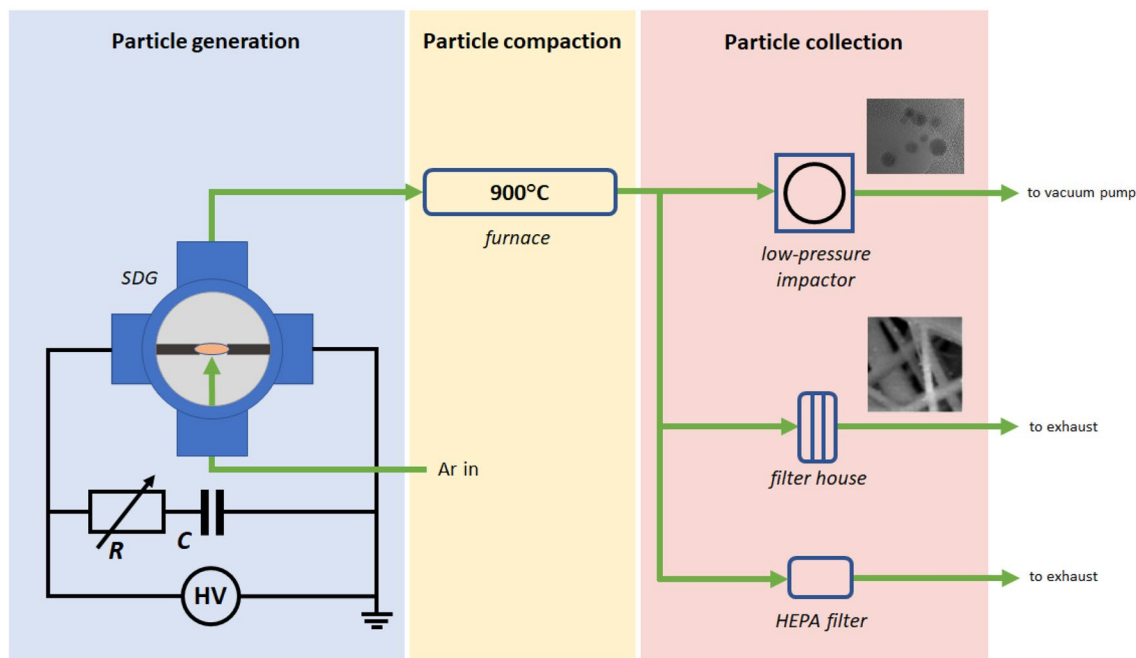 Particle generation
Particle compaction
Particle collection
900°C
furnace
to vacuum pump
low-pressure
impactor
SDG
to exhaust
filter house
Ar in
R
C
HV
to exhaust
HEPA filter